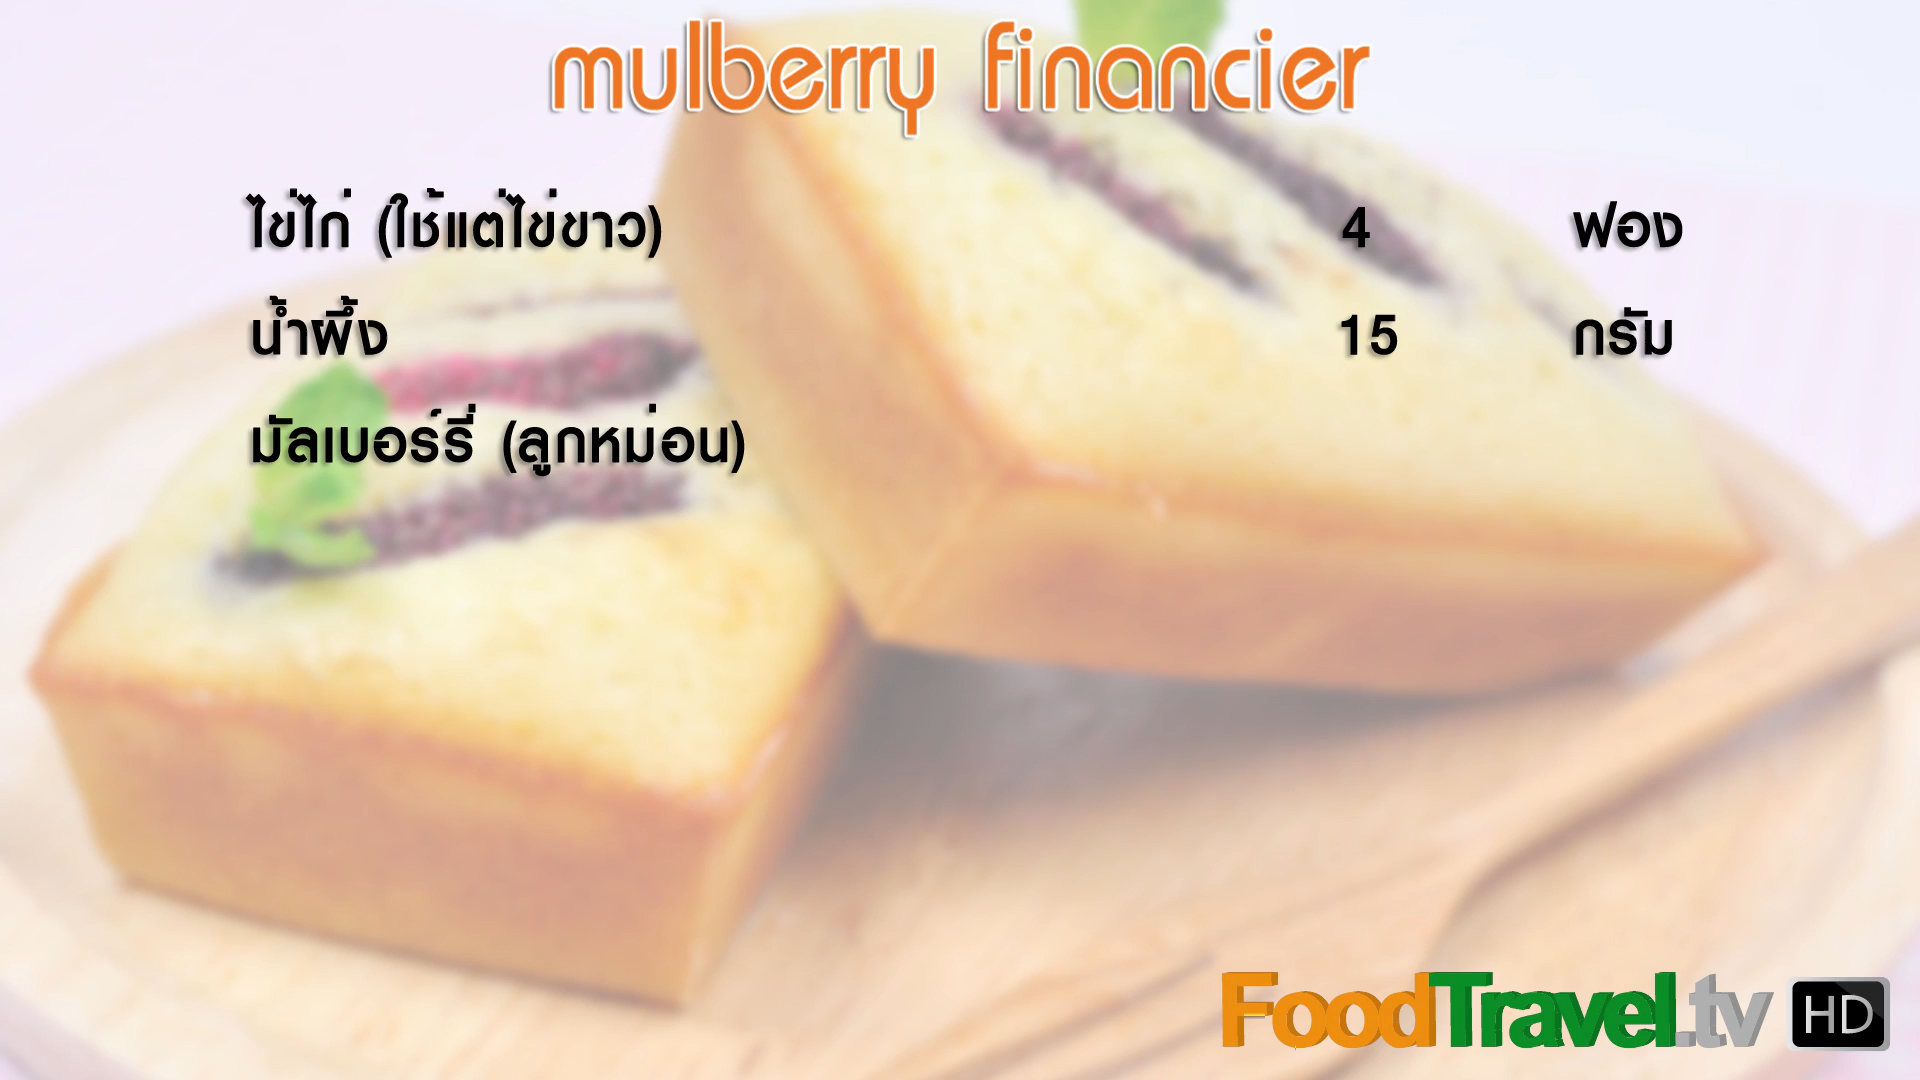 mulberry financier
ไข่ไก่ (ใช้แต่ไข่ขาว) 4 ฟอง
น้ำผึ้ง 15 กรัม
มัลเบอร์รี่ (ลูกหม่อน)
FoodTravel.tv HD